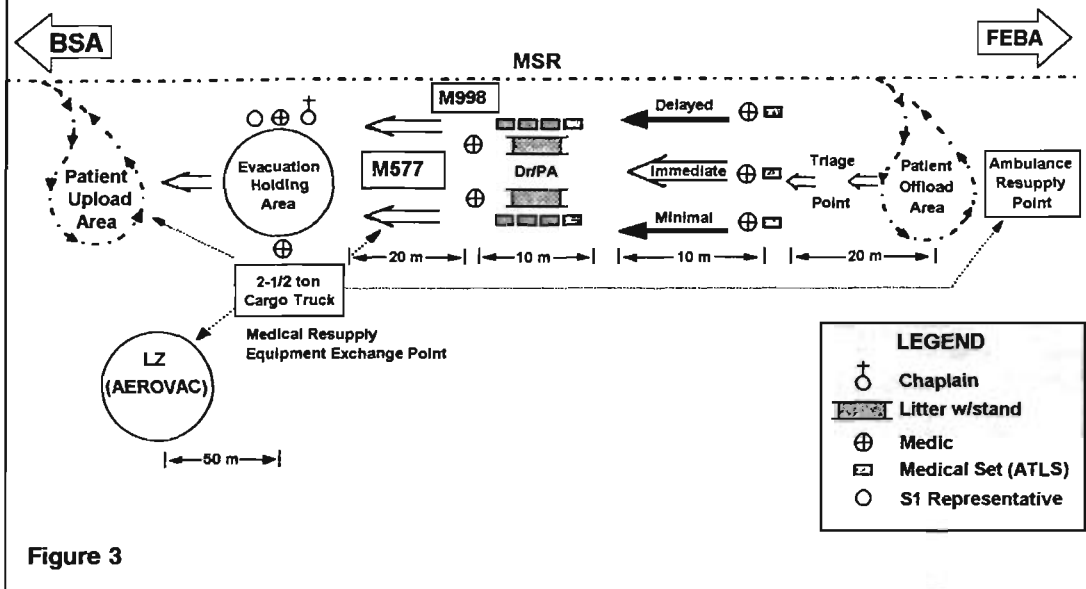 BSA
FEBA
MSR
M998
Delayed
Evacuation
Holding
Area
M577
Dr/PA
Immediate
Triage
Point
Patient
Offload
Area
Ambulance
Resupply
Point
Patient
Upload
Area
Minimal
20 m
10 m
10 m
20 m
2-1/2 ton
Cargo Truck
Medical Resupply
Equipment Exchange Point
LZ
(AEROVAC)
50 m
LEGEND
Chaplain
Litter w/stand
Medic
Medical Set (ATLS)
S1 Representative
Figure 3